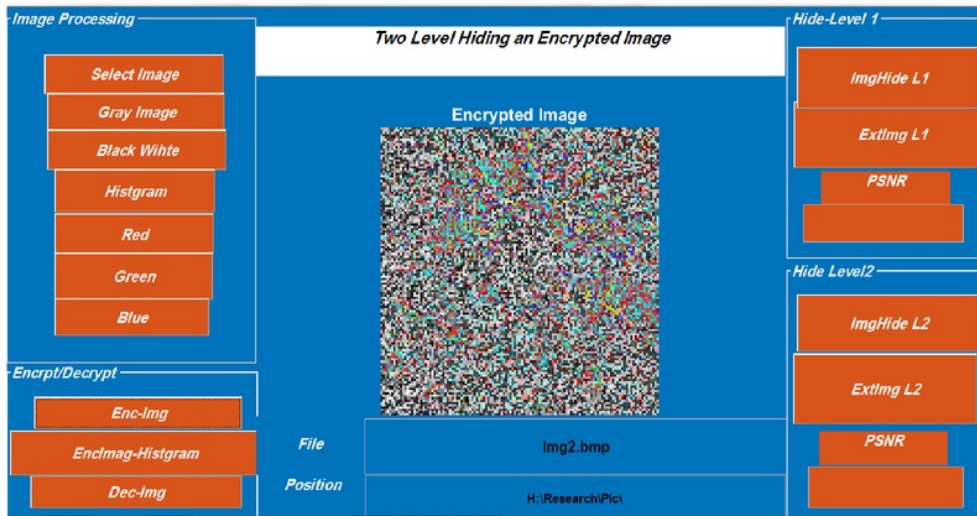 Image Processing
Select Image
Gray Image
Black Wihte
Histgram
Red
Green
Blue
Encrpt/Decrypt
Enc-Img
EncImag-Histgram
Dec-Img
Two Level Hiding an Encrypted Image
Encrypted Image
File
Img2.bmp
Position
H:\Research\Pic\
Hide-Level 1
ImgHide L1
ExtImg L1
PSNR
Hide Level2
ImgHide L2
ExtImg L2
PSNR